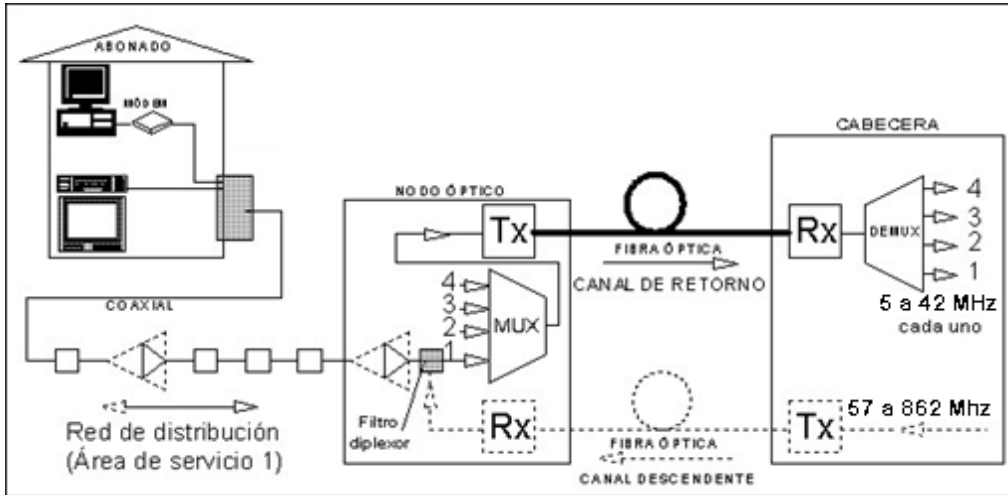 ABONADO
MÓDEM
COAXIAL
Red de distribución
(Área de servicio 1)
NODO ÓPTICO
Tx
4
3
2
1
MUX
Filtro
diplexor
Rx
FIBRA ÓPTICA
CANAL DE RETORNO
FIBRA ÓPTICA
CANAL DESCENDENTE
CABECERA
Rx
DEMUX
4
3
2
1
5 a 42 MHz
cada uno
Tx
57 a 862 Mhz